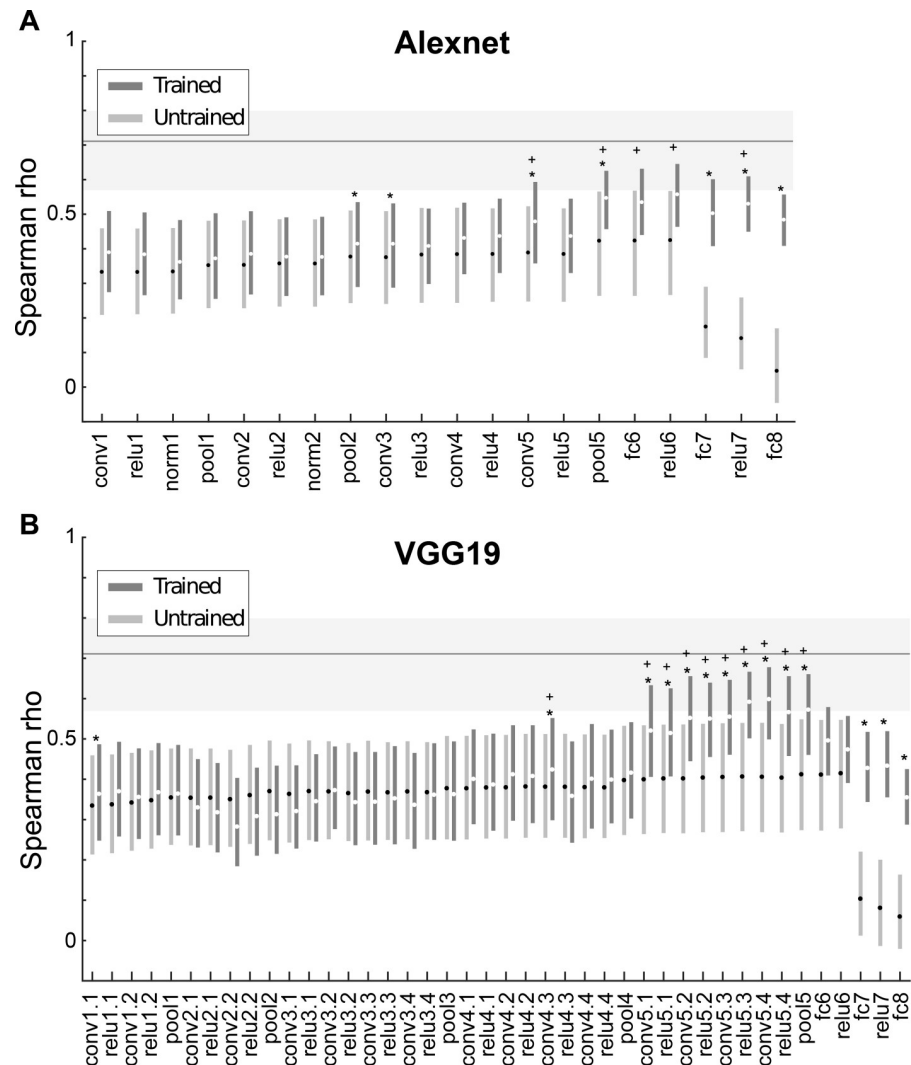 A
Alexnet
1
Trained
Untrained
0.5
0
Spearman rho
+ + + + +
* * * * * * *
conv1
relu1
norm1
pool1
conv2
relu2
norm2
pool2
conv3
relu3
conv4
relu4
conv5
relu5
pool5
fc6
relu6
fc7
relu7
fc8
B
VGG19
1
Trained
Untrained
0.5
0
Spearman rho
+ + + + + + + + + +
* * * * * * * * * * * * * *
conv1.1
relu1.1
conv1.2
relu1.2
pool1
conv2.1
relu2.1
conv2.2
relu2.2
pool2
conv3.1
relu3.1
conv3.2
relu3.2
conv3.3
relu3.3
conv3.4
relu3.4
pool3
conv4.1
relu4.1
conv4.2
relu4.2
conv4.3
relu4.3
conv4.4
relu4.4
pool4
conv5.1
relu5.1
conv5.2
relu5.2
conv5.3
relu5.3
conv5.4
relu5.4
pool5
fc6
relu6
fc7
relu7
fc8